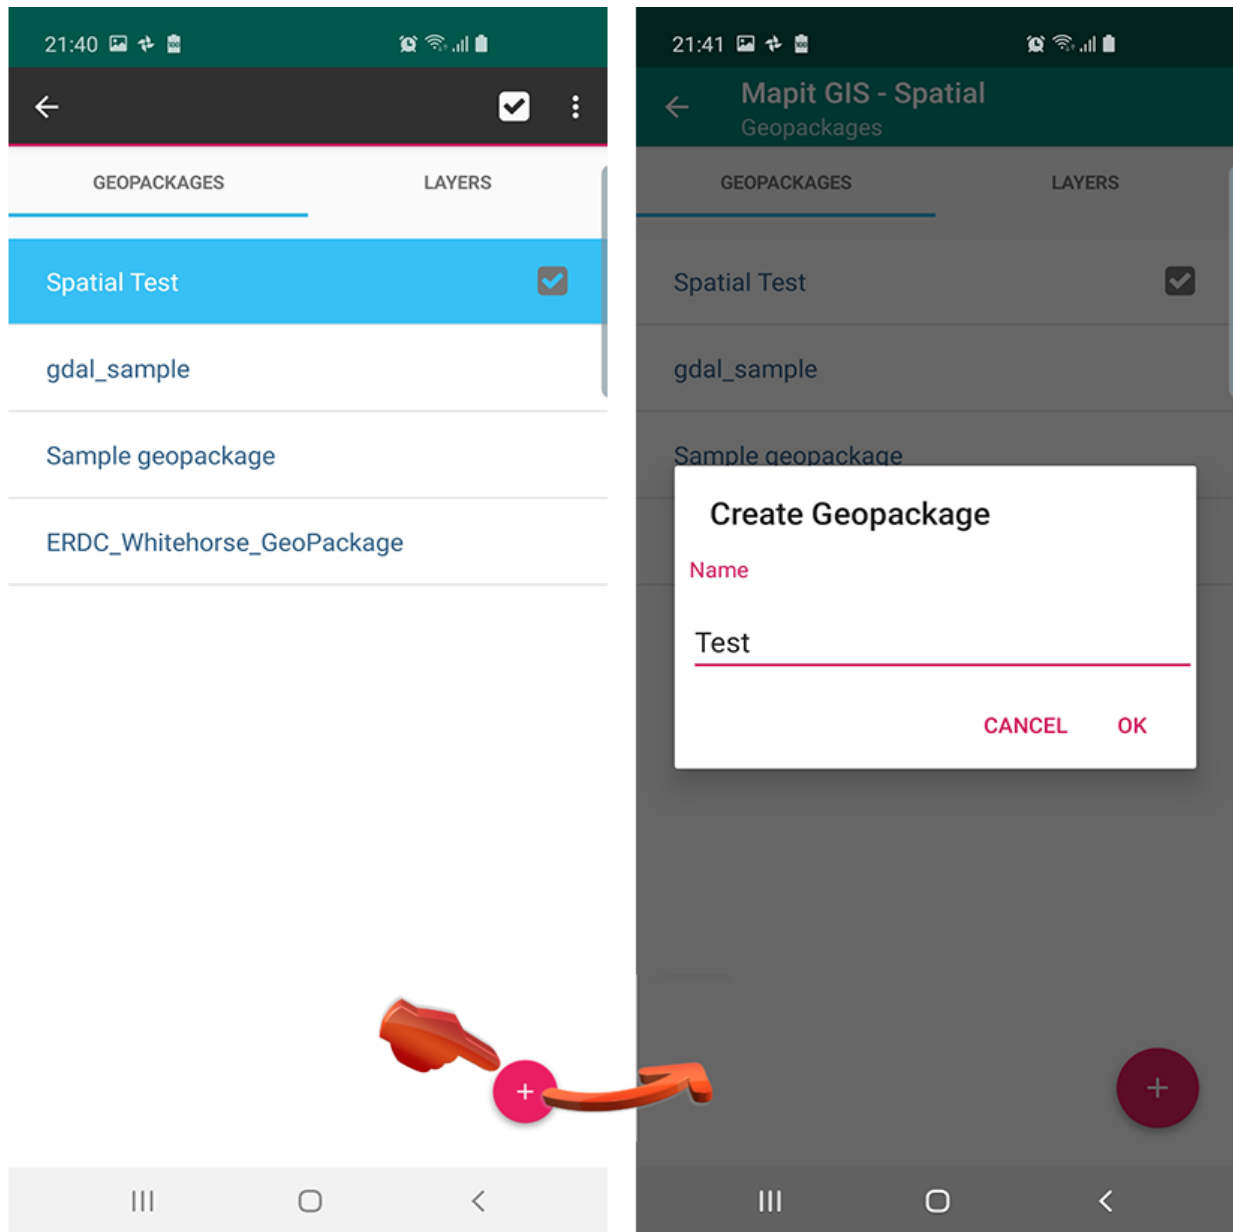 21:40
GEOPACKAGES LAYERS
Spatial Test
gdal_sample
Sample geopackage
ERDC_Whitehorse_GeoPackage
21:41
Mapit GIS - Spatial
Geopackages
GEOPACKAGES LAYERS
Spatial Test
gdal_sample
Sample geopackage
Create Geopackage
Name
Test
CANCEL OK